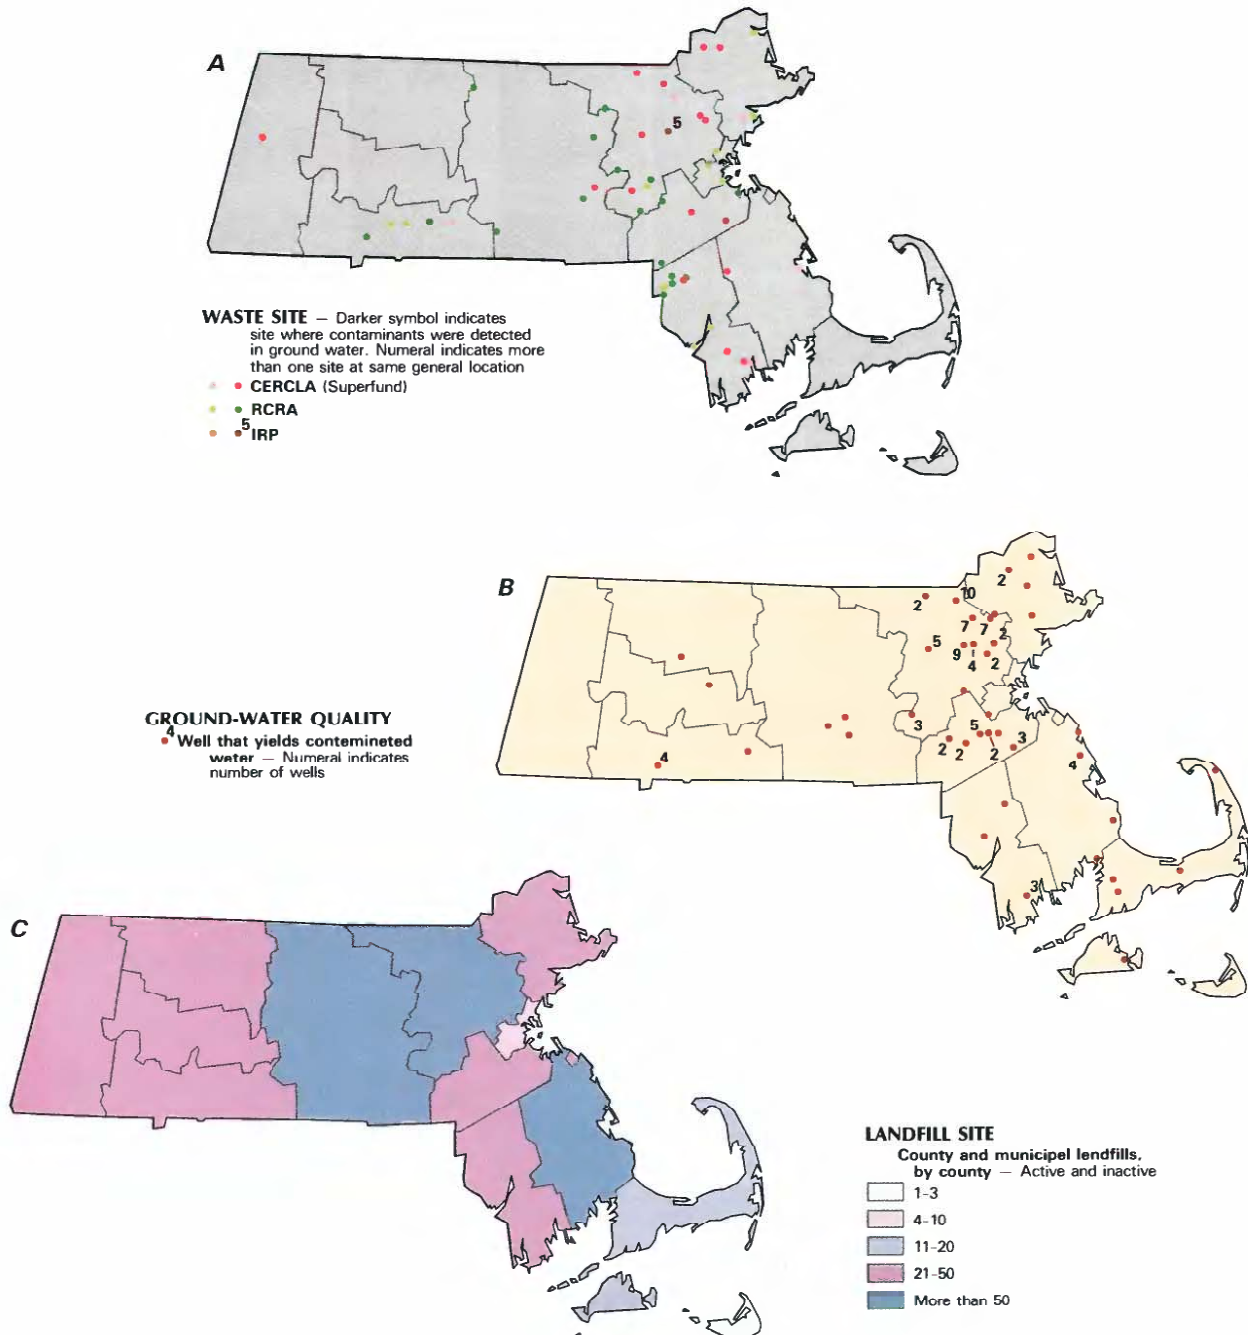 A
5
WASTE SITE — Darker symbol indicates
site where contaminants were detected
in ground water. Numeral indicates more
than one site at same general location
CERCLA (Superfund)
RCRA
5 IRP
B
2
10
2
7
7
2
5
9
4
2
3
5
3
2
2
2
4
4
3
GROUND-WATER QUALITY
4 Well that yields contemineted
water — Numeral indicates
number of wells
C
LANDFILL SITE
County and municipel lendfills,
by county — Active and inactive
1-3
4-10
11-20
21-50
More than 50